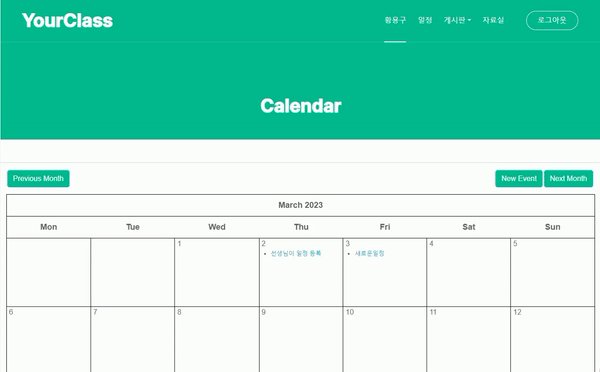 YourClass 황용구 일정 게시판 자료실 로그아웃
Calendar
Previous Month New Event Next Month
March 2023
Mon Tue Wed Thu Fri Sat Sun
1 2 3 4 5
선생님이 일정 등록 새로운일정
6 7 8 9 10 11 12